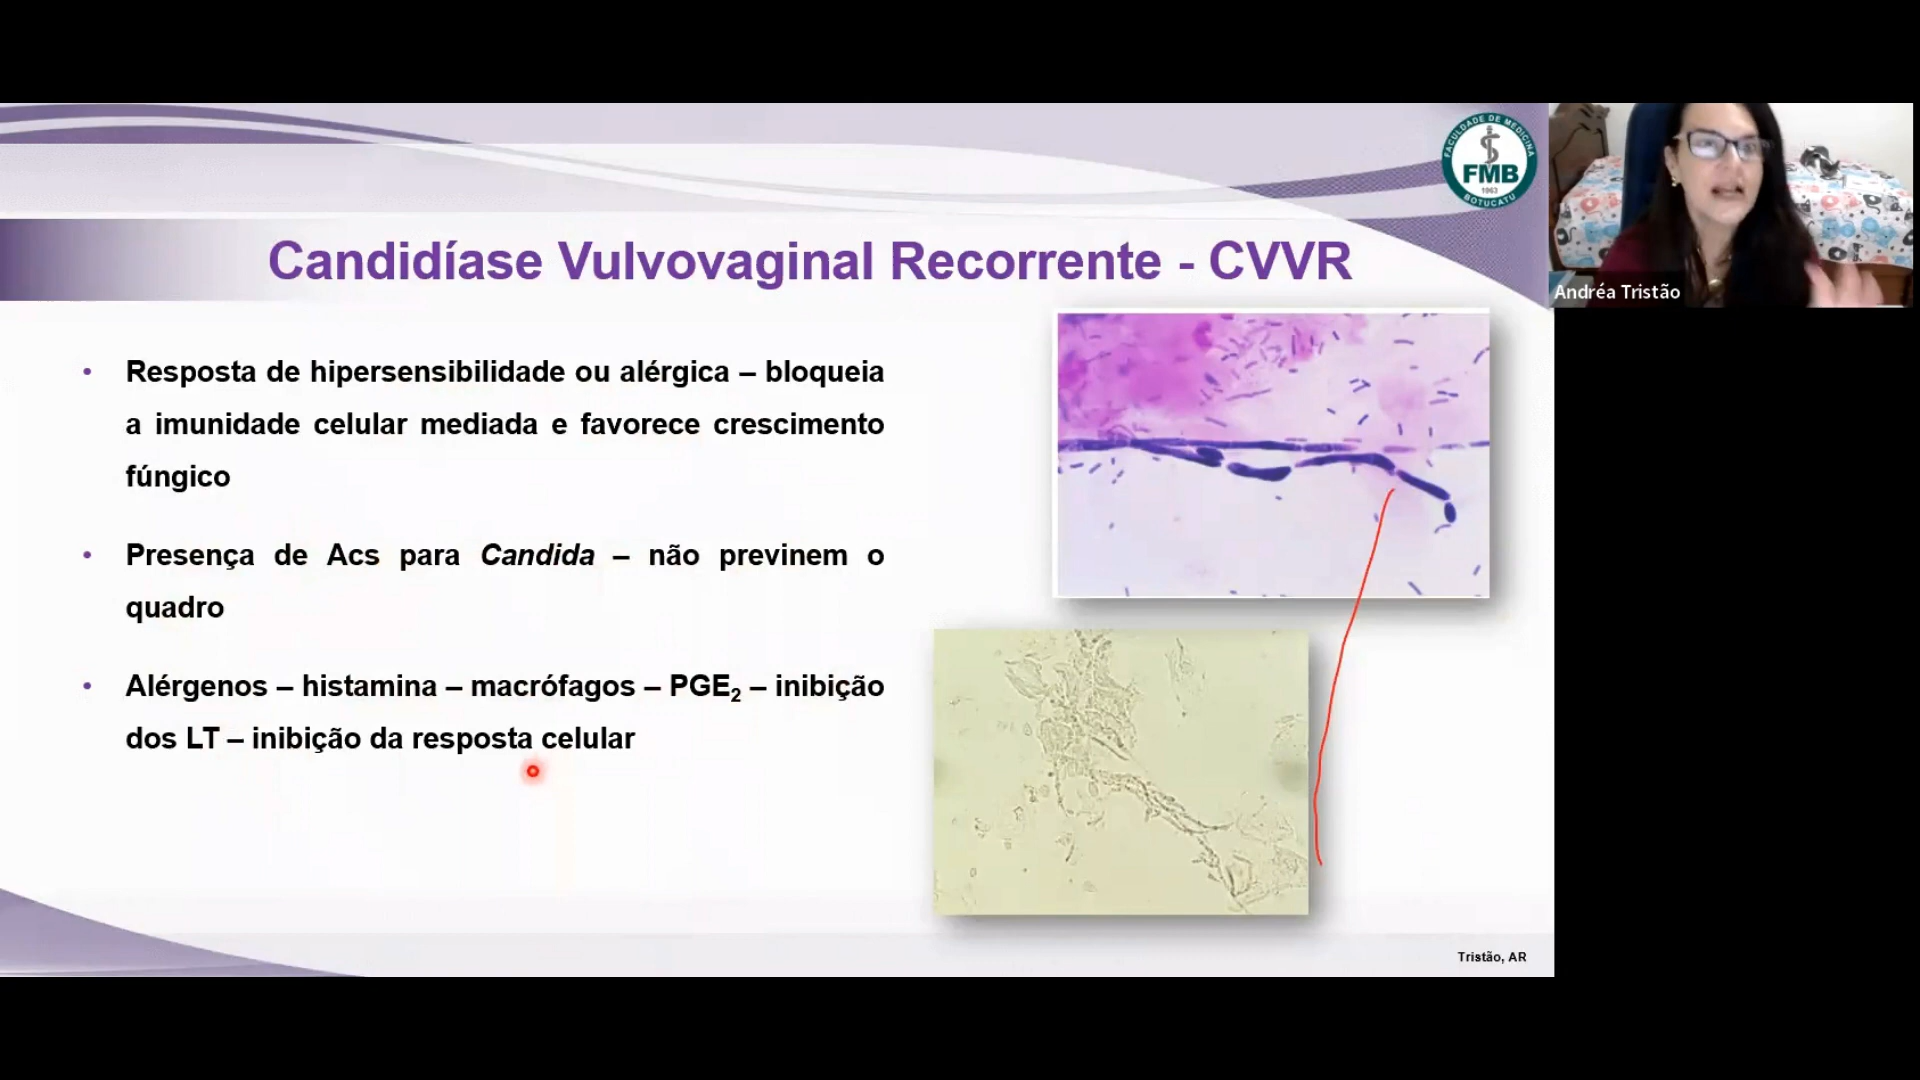 FACULDADE DE MEDICINA
FMB
1963
BOTUCATU
Andréa Tristão
Candidíase Vulvovaginal Recorrente - CVVR
• Resposta de hipersensibilidade ou alérgica – bloqueia
a imunidade celular mediada e favorece crescimento
fúngico
• Presença de Acs para Candida – não previnem o
quadro
• Alérgenos – histamina – macrófagos – PGE₂ – inibição
dos LT – inibição da resposta celular
Tristão, AR